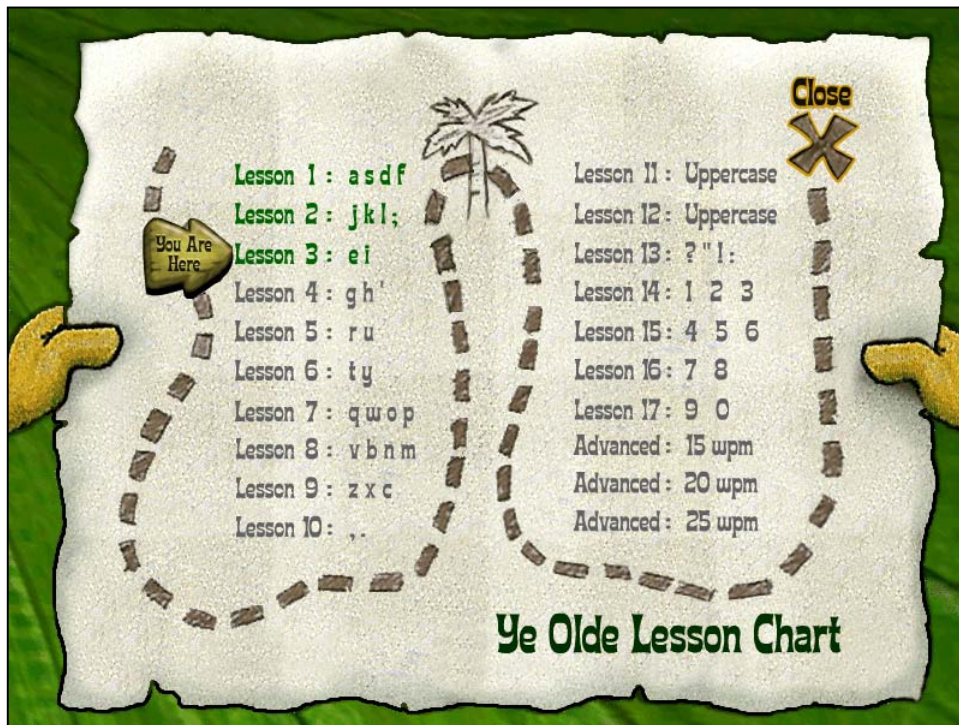 Close
You Are
Here
Lesson 1 : a s d f
Lesson 2 : j k l ;
Lesson 3 : e i
Lesson 4 : g h '
Lesson 5 : r u
Lesson 6 : t y
Lesson 7 : q w o p
Lesson 8 : v b n m
Lesson 9 : z x c
Lesson 10 : , .
Lesson 11 : Uppercase
Lesson 12 : Uppercase
Lesson 13 : ? " ! :
Lesson 14 : 1 2 3
Lesson 15 : 4 5 6
Lesson 16 : 7 8
Lesson 17 : 9 0
Advanced : 15 wpm
Advanced : 20 wpm
Advanced : 25 wpm
Ye Olde Lesson Chart